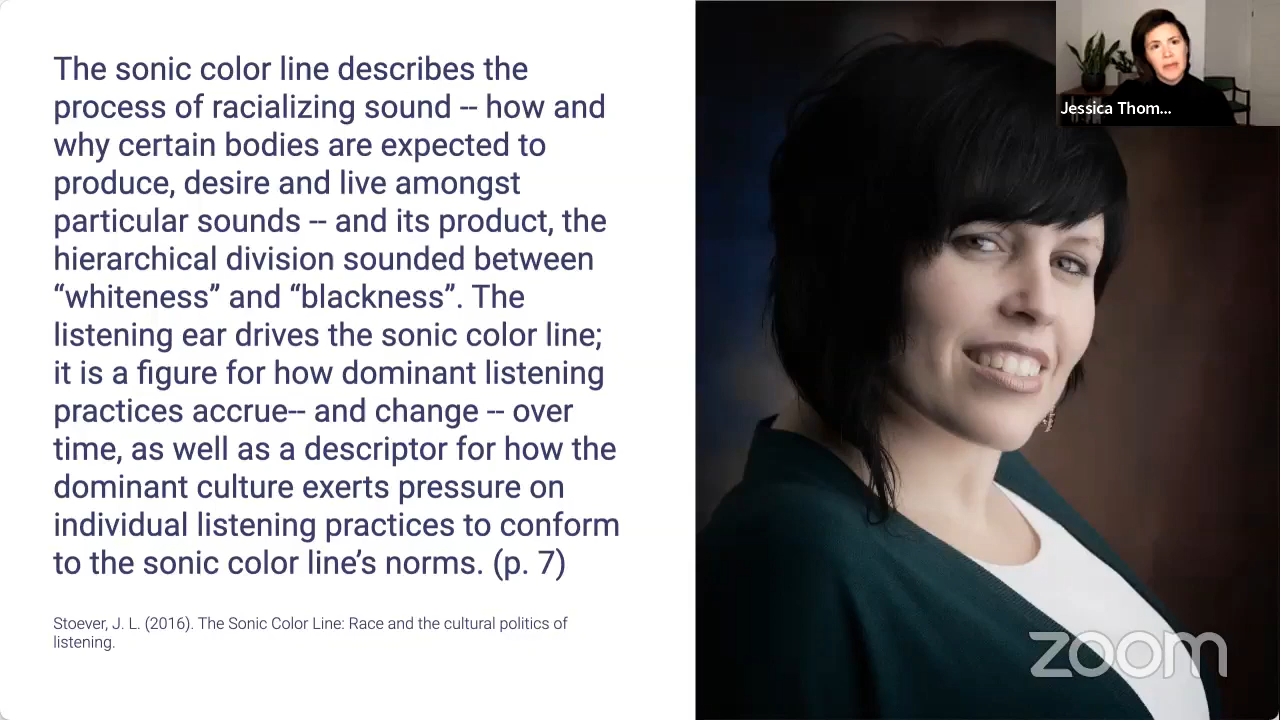 The sonic color line describes the
process of racializing sound -- how and
why certain bodies are expected to
produce, desire and live amongst
particular sounds -- and its product, the
hierarchical division sounded between
“whiteness” and “blackness”. The
listening ear drives the sonic color line;
it is a figure for how dominant listening
practices accrue-- and change -- over
time, as well as a descriptor for how the
dominant culture exerts pressure on
individual listening practices to conform
to the sonic color line’s norms. (p. 7)
Stoever, J. L. (2016). The Sonic Color Line: Race and the cultural politics of
listening.
Jessica Thom...
zoom